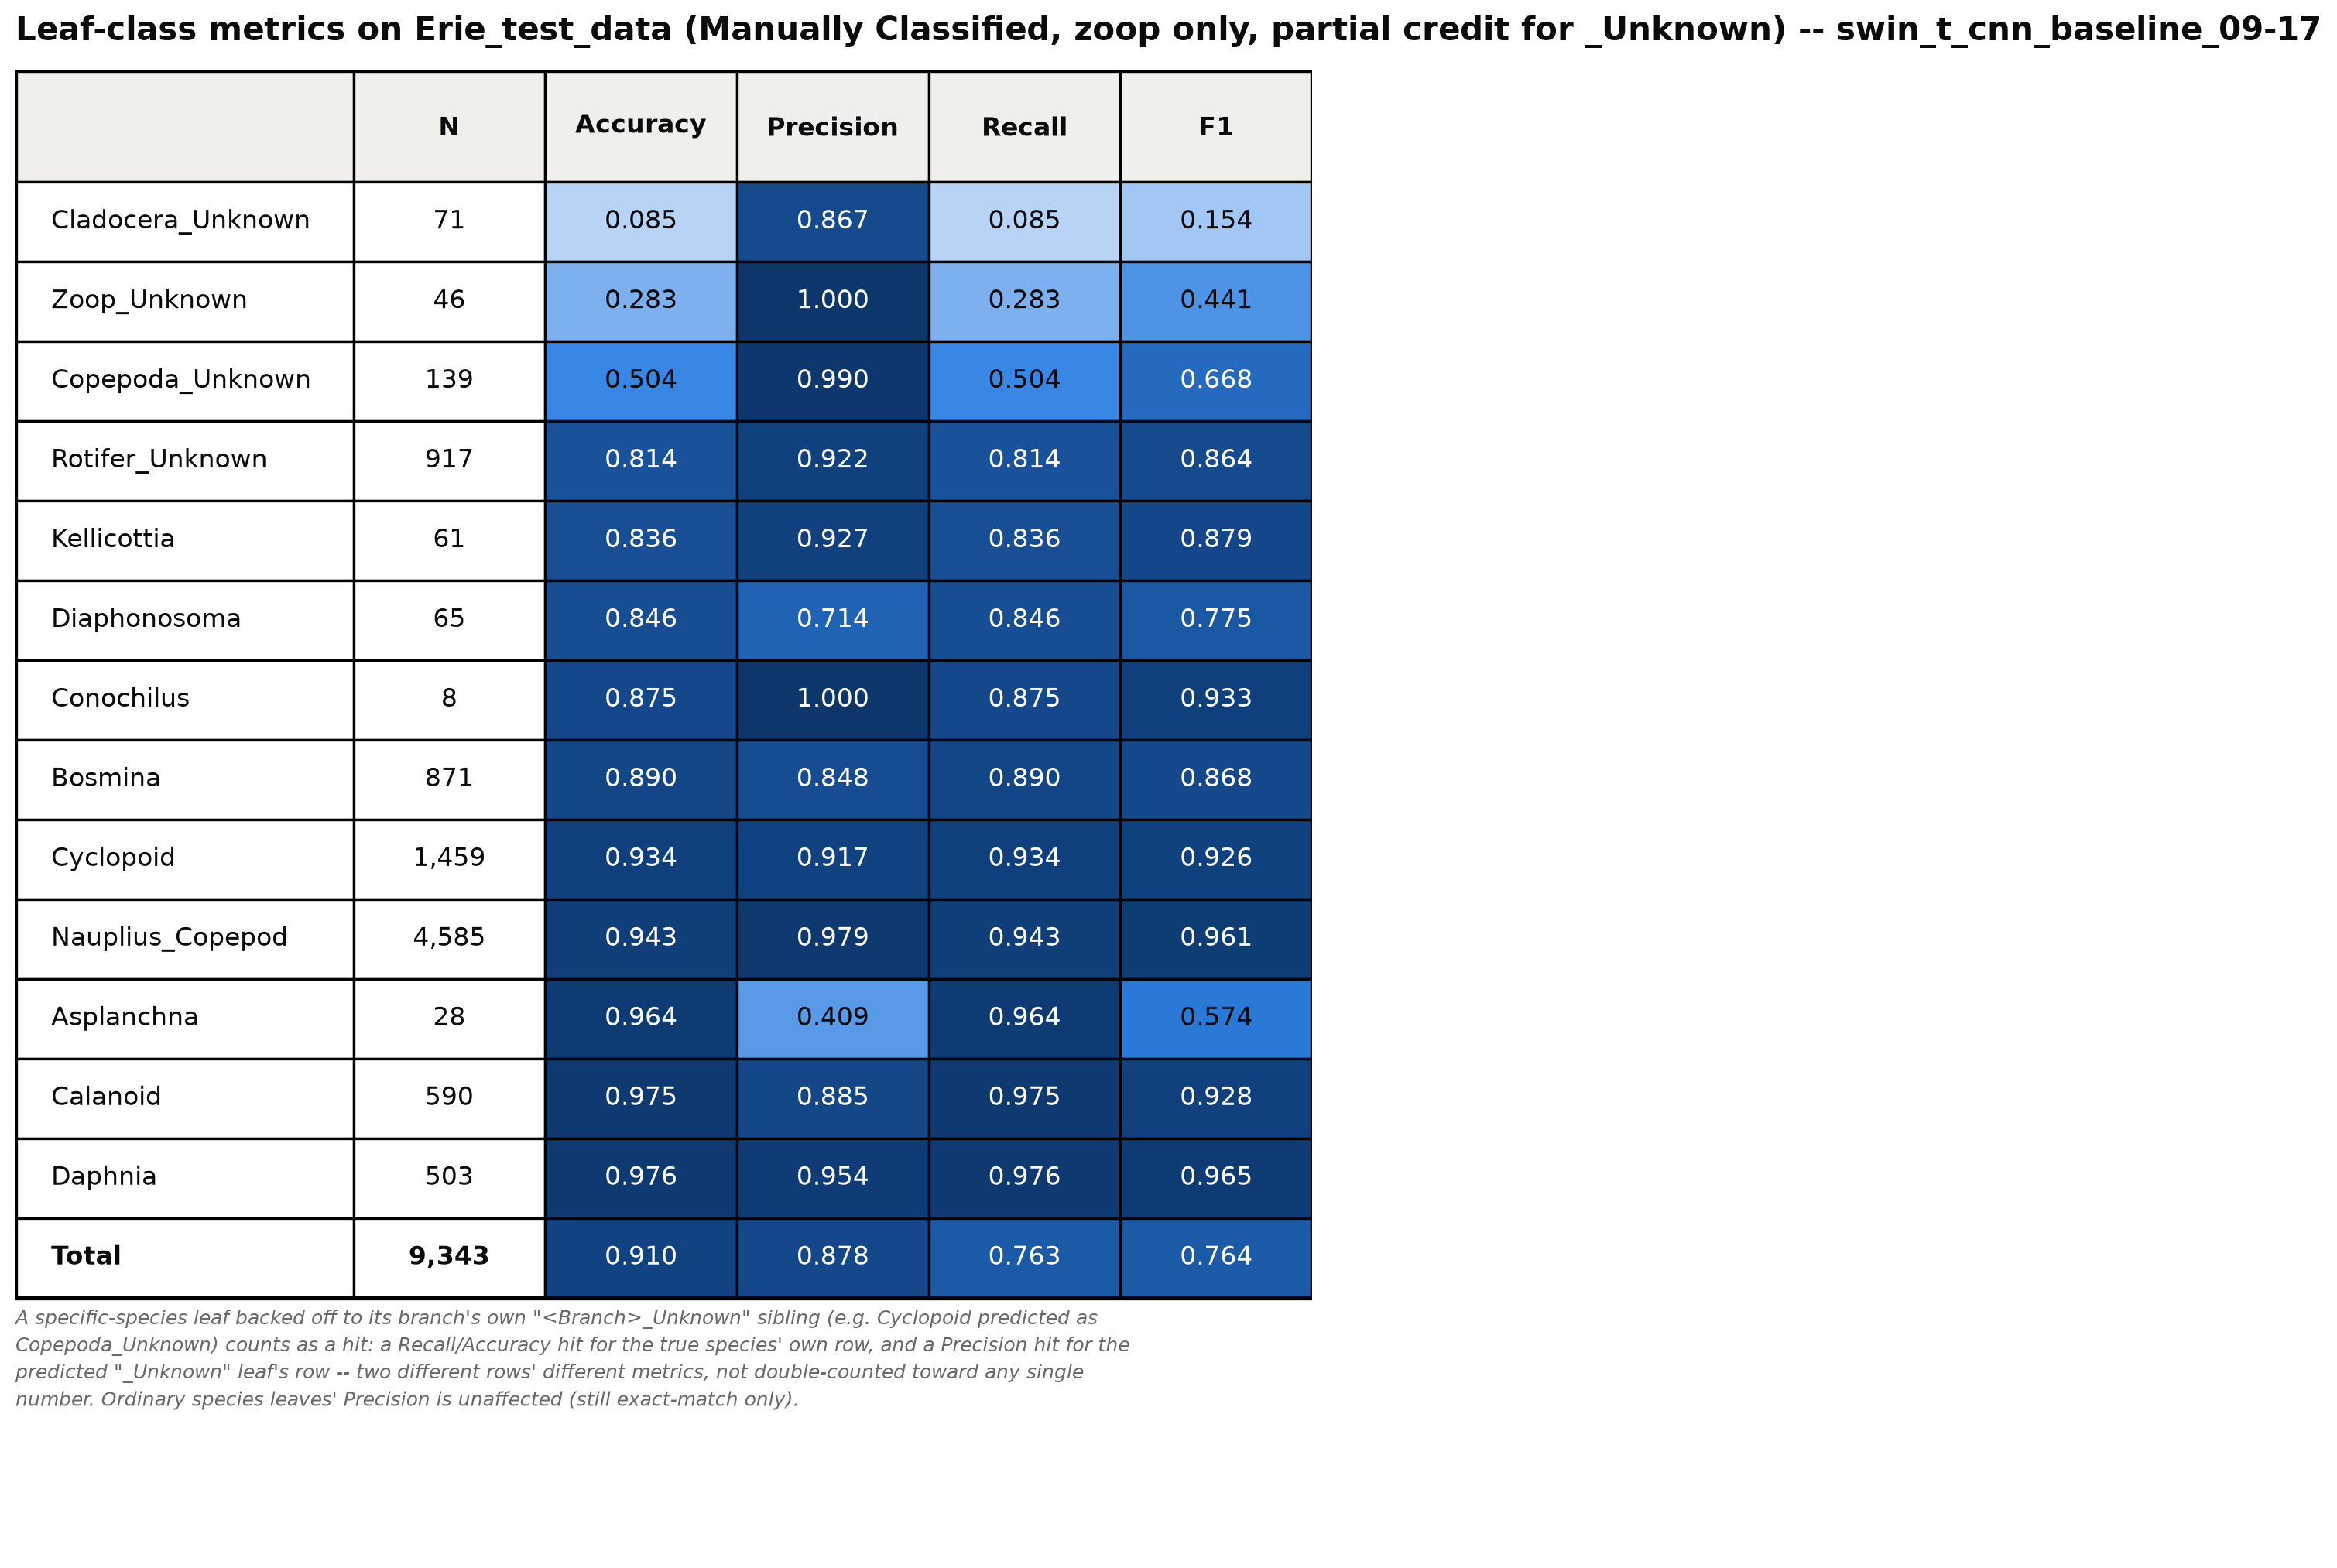 Leaf-class metrics on Erie_test_data (Manually Classified, zoop only, partial credit for _Unknown) -- swin_t_cnn_baseline_09-17
N Accuracy Precision Recall F1
Cladocera_Unknown 71 0.085 0.867 0.085 0.154
Zoop_Unknown 46 0.283 1.000 0.283 0.441
Copepoda_Unknown 139 0.504 0.990 0.504 0.668
Rotifer_Unknown 917 0.814 0.922 0.814 0.864
Kellicottia 61 0.836 0.927 0.836 0.879
Diaphonosoma 65 0.846 0.714 0.846 0.775
Conochilus 8 0.875 1.000 0.875 0.933
Bosmina 871 0.890 0.848 0.890 0.868
Cyclopoid 1,459 0.934 0.917 0.934 0.926
Nauplius_Copepod 4,585 0.943 0.979 0.943 0.961
Asplanchna 28 0.964 0.409 0.964 0.574
Calanoid 590 0.975 0.885 0.975 0.928
Daphnia 503 0.976 0.954 0.976 0.965
Total 9,343 0.910 0.878 0.763 0.764
A specific-species leaf backed off to its branch's own "<Branch>_Unknown" sibling (e.g. Cyclopoid predicted as
Copepoda_Unknown) counts as a hit: a Recall/Accuracy hit for the true species' own row, and a Precision hit for the
predicted "_Unknown" leaf's row -- two different rows' different metrics, not double-counted toward any single
number. Ordinary species leaves' Precision is unaffected (still exact-match only).